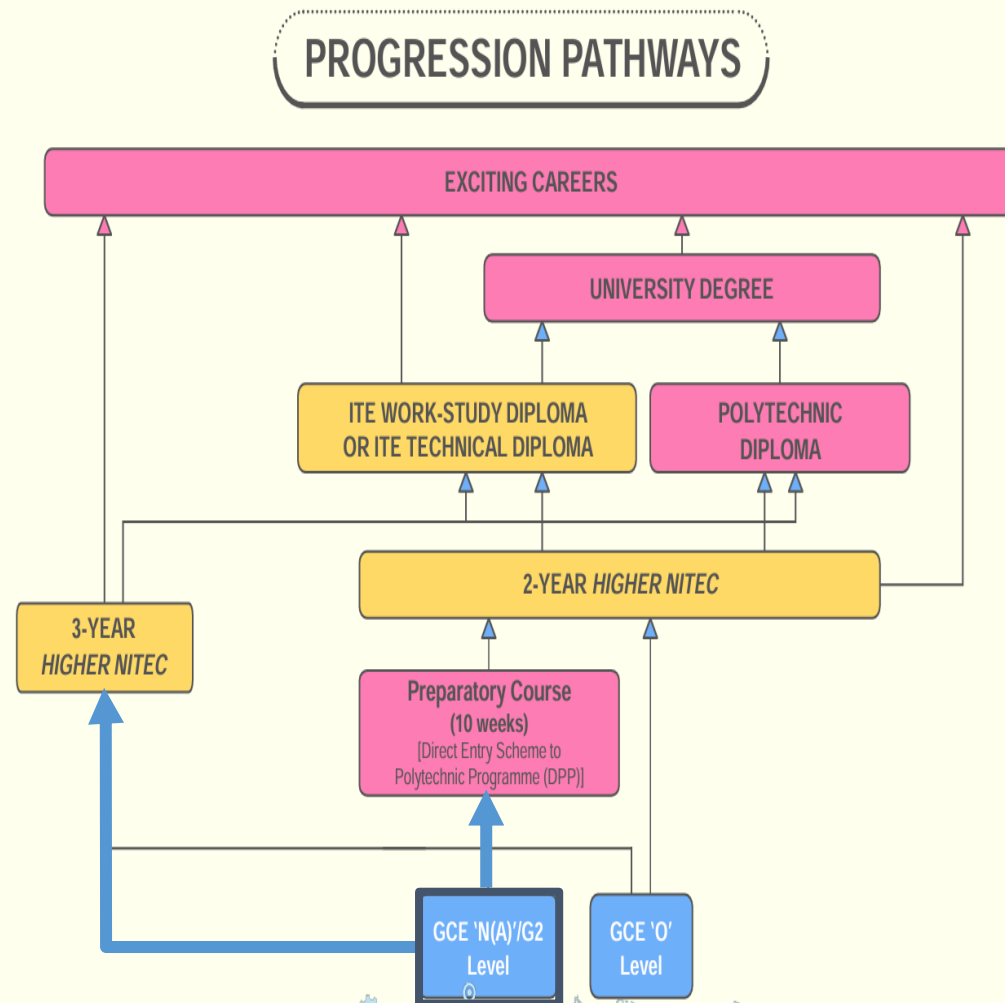 PROGRESSION PATHWAYS
EXCITING CAREERS
UNIVERSITY DEGREE
ITE WORK-STUDY DIPLOMA
OR ITE TECHNICAL DIPLOMA
POLYTECHNIC
DIPLOMA
2-YEAR HIGHER NITEC
3-YEAR
HIGHER NITEC
Preparatory Course
(10 weeks)
[Direct Entry Scheme to
Polytechnic Programme (DPP)]
GCE ‘N(A)’/G2
Level
GCE ‘O’
Level